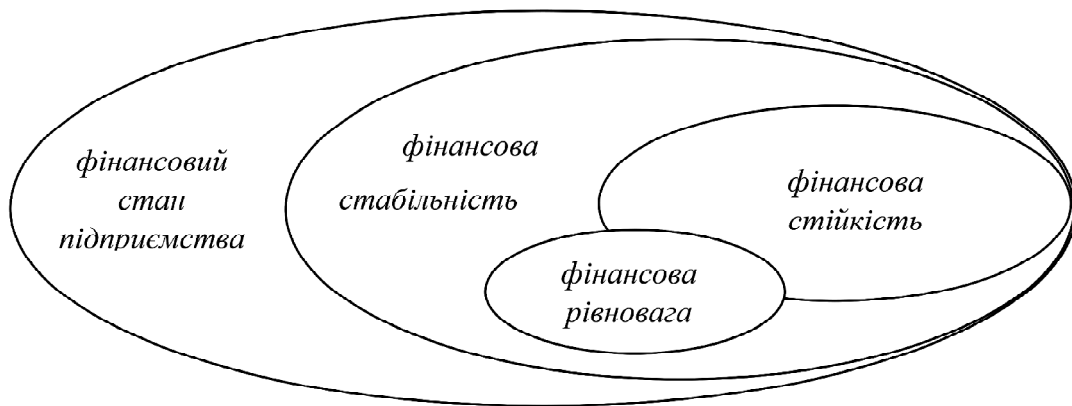 фінансовий
стан
підприємства
фінансова
стабільність
фінансова
стійкість
фінансова
рівновага